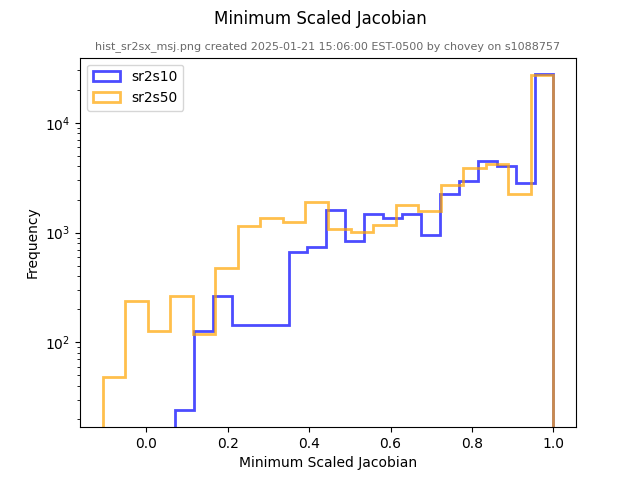 Minimum Scaled Jacobian
hist_sr2sx_msj.png created 2025-01-21 15:06:00 EST-0500 by chovey on s1088757
sr2s10
sr2s50
Frequency
10⁴
10³
10²
0.0 0.2 0.4 0.6 0.8 1.0
Minimum Scaled Jacobian